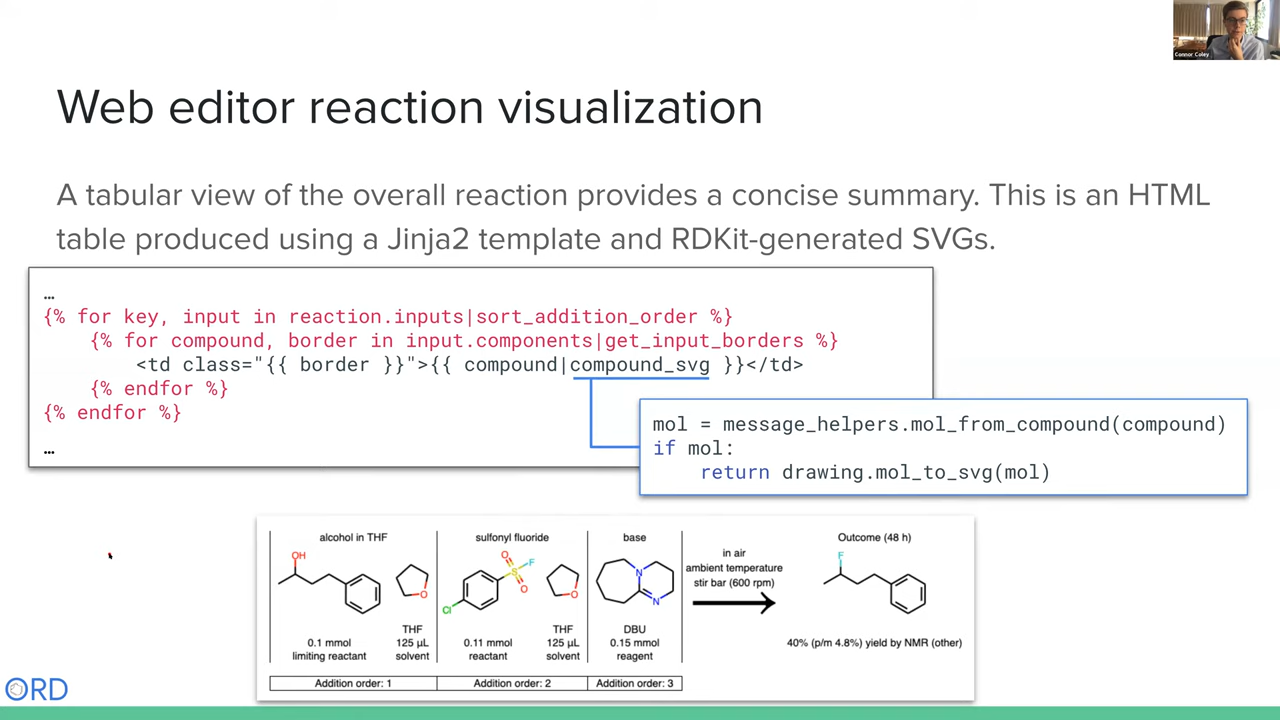 Connor Coley
Web editor reaction visualization
A tabular view of the overall reaction provides a concise summary. This is an HTML
table produced using a Jinja2 template and RDKit-generated SVGs.
…
{% for key, input in reaction.inputs|sort_addition_order %}
{% for compound, border in input.components|get_input_borders %}
<td class="{{ border }}">{{ compound|compound_svg }}</td>
{% endfor %}
{% endfor %}
…
mol = message_helpers.mol_from_compound(compound)
if mol:
return drawing.mol_to_svg(mol)
alcohol in THF
OH
O
THF
0.1 mmol
125 µL
limiting reactant
solvent
Addition order: 1
sulfonyl fluoride
O
F
S
O
Cl
O
THF
0.11 mmol
125 µL
reactant
solvent
Addition order: 2
base
N
N
DBU
0.15 mmol
reagent
Addition order: 3
in air
ambient temperature
stir bar (600 rpm)
Outcome (48 h)
F
40% (p/m 4.8%) yield by NMR (other)
ORD